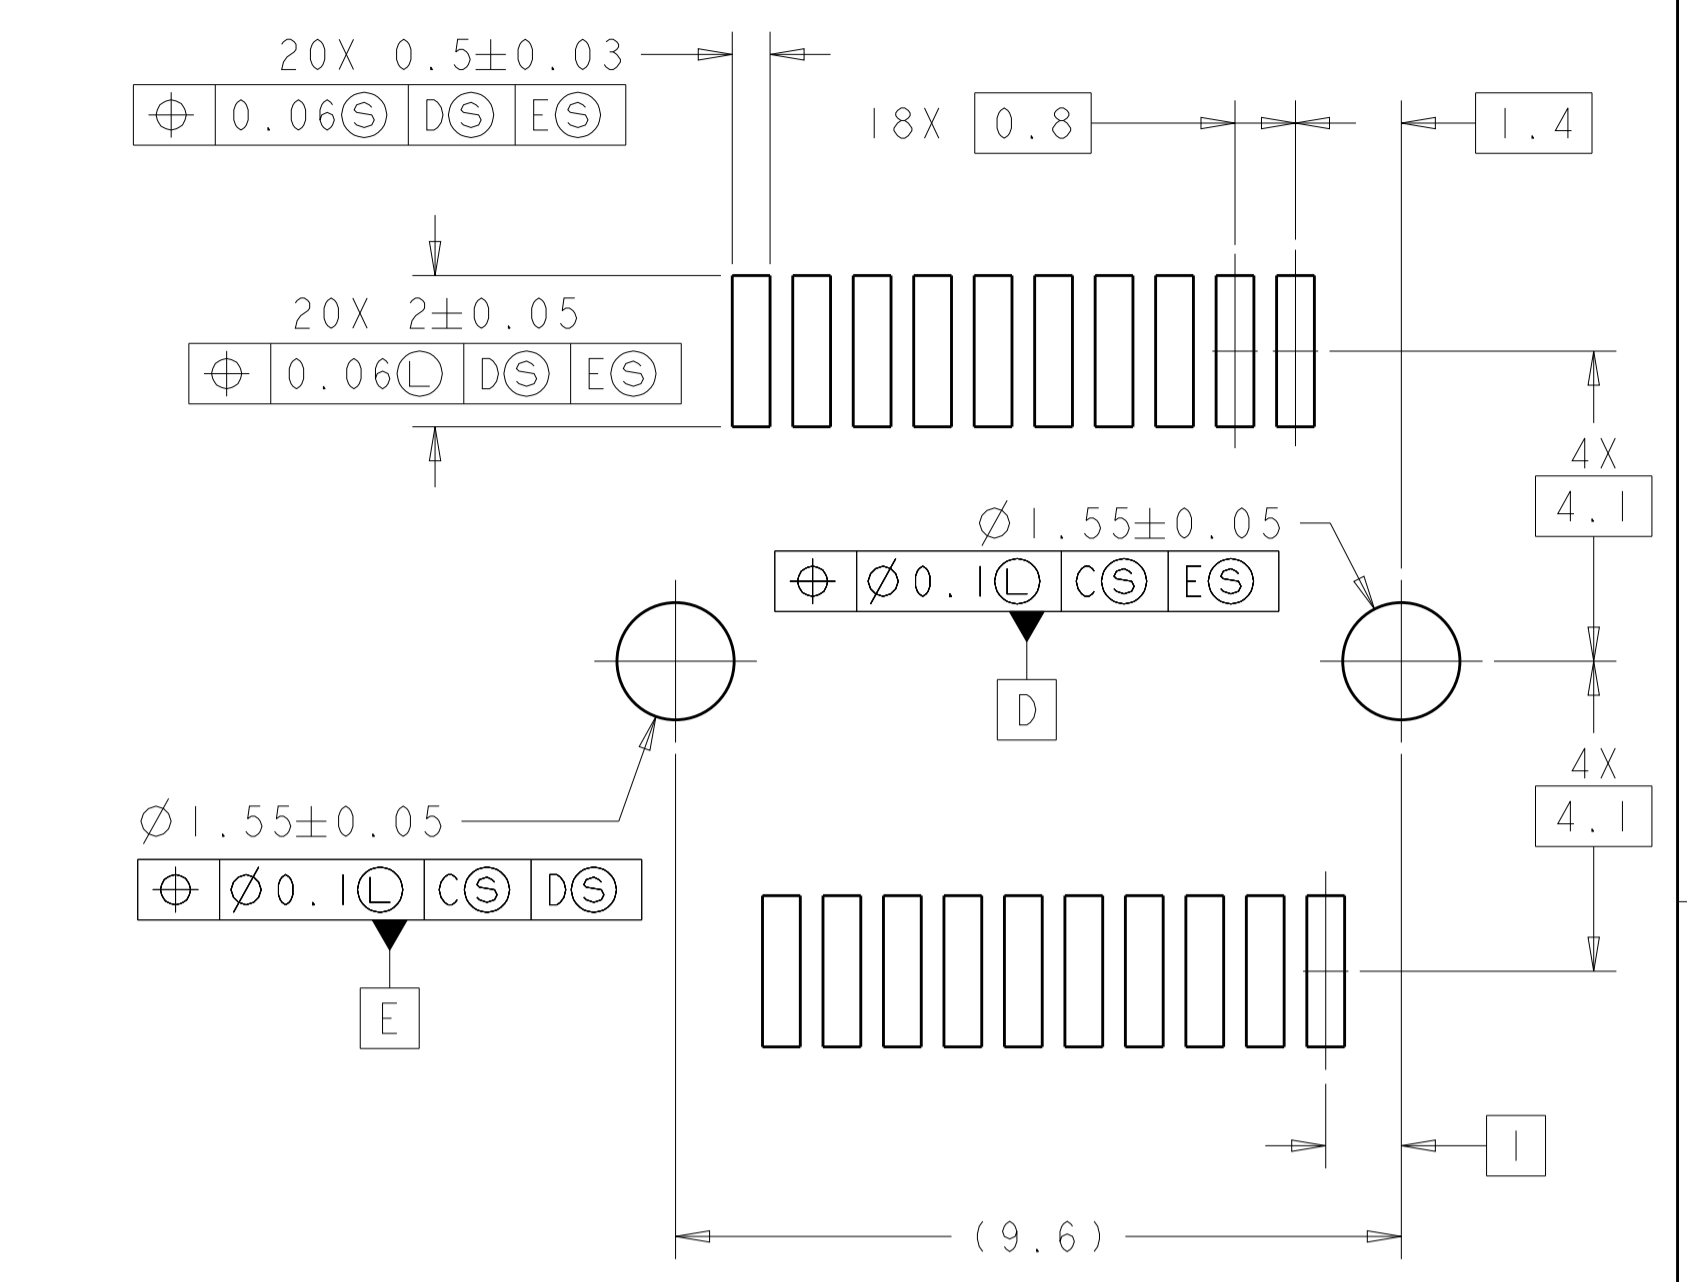 20X 0.5±0.03
⌖ 0.06Ⓢ DⓈ EⓈ
18X 0.8
1.4
20X 2±0.05
⌖ 0.06Ⓛ DⓈ EⓈ
4X
4.1
Ø1.55±0.05
⌖ Ø0.1Ⓛ CⓈ EⓈ
D
4X
4.1
Ø1.55±0.05
⌖ Ø0.1Ⓛ CⓈ DⓈ
E
1
(9.6)